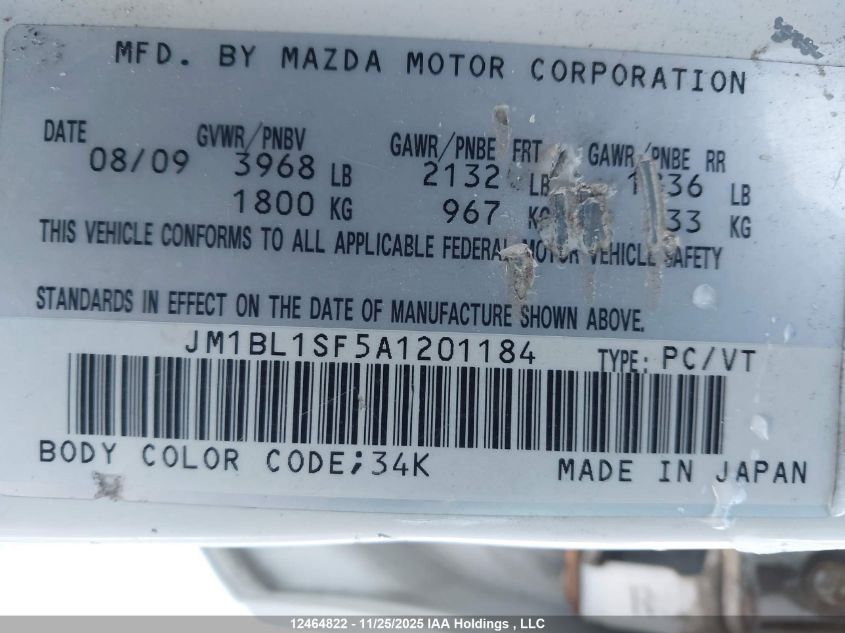 MFD. BY MAZDA MOTOR CORPORATION
DATE GVWR/PNBV GAWR/PNBE FRT GAWR/PNBE RR
08/09 3968 LB 2132 LB LB
1800 KG 967 KG KG
THIS VEHICLE CONFORMS TO ALL APPLICABLE FEDERAL MOTOR VEHICLE SAFETY
STANDARDS IN EFFECT ON THE DATE OF MANUFACTURE SHOWN ABOVE.
JM1BL1SF5A1201184 TYPE: PC/VT
BODY COLOR CODE;34K MADE IN JAPAN
R
12464822 - 11/25/2025 IAA Holdings , LLC